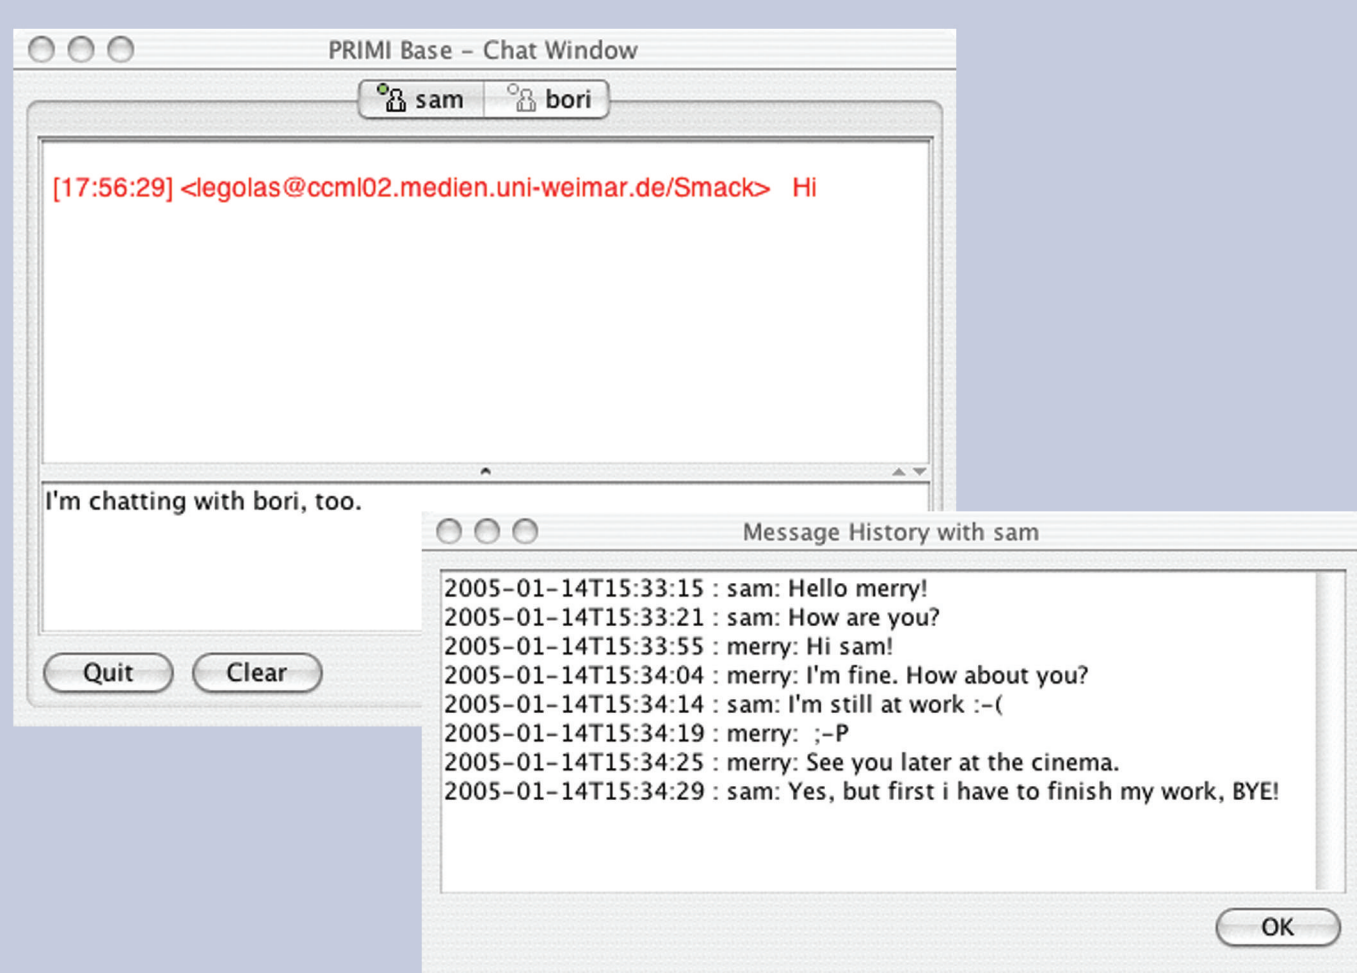 PRIMI Base – Chat Window
sam bori
[17:56:29] <legolas@ccml02.medien.uni-weimar.de/Smack> Hi
I'm chatting with bori, too.
Quit Clear
Message History with sam
2005-01-14T15:33:15 : sam: Hello merry!
2005-01-14T15:33:21 : sam: How are you?
2005-01-14T15:33:55 : merry: Hi sam!
2005-01-14T15:34:04 : merry: I'm fine. How about you?
2005-01-14T15:34:14 : sam: I'm still at work :-(
2005-01-14T15:34:19 : merry: ;-P
2005-01-14T15:34:25 : merry: See you later at the cinema.
2005-01-14T15:34:29 : sam: Yes, but first i have to finish my work, BYE!
OK